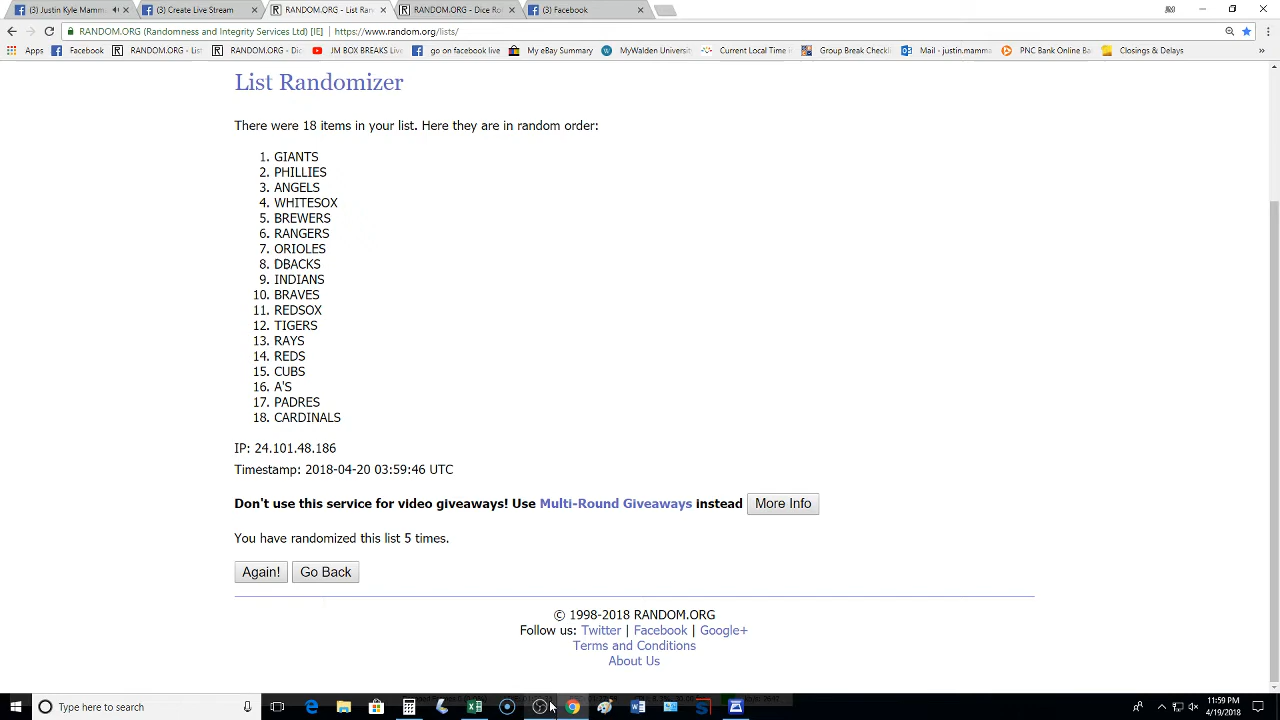 (3) Justin Kyle Mamm
(3) Create Live Stream
RANDOM.ORG - List Ran
RANDOM.ORG - Dice Ro
(3) Facebook
RANDOM.ORG (Randomness and Integrity Services Ltd) [IE] | https://www.random.org/lists/
Apps Facebook RANDOM.ORG - List RANDOM.ORG - Dic JM BOX BREAKS LIV go on facebook live My eBay Summary MyWalden Universit Current Local Time Group Break Check Mail - justin.mamm PNC Bank Online B Closings & Delays »
List Randomizer
There were 18 items in your list. Here they are in random order:
1. GIANTS
2. PHILLIES
3. ANGELS
4. WHITESOX
5. BREWERS
6. RANGERS
7. ORIOLES
8. DBACKS
9. INDIANS
10. BRAVES
11. REDSOX
12. TIGERS
13. RAYS
14. REDS
15. CUBS
16. A'S
17. PADRES
18. CARDINALS
IP: 24.101.48.186
Timestamp: 2018-04-20 03:59:46 UTC
Don't use this service for video giveaways! Use Multi-Round Giveaways instead More Info
You have randomized this list 5 times.
Again! Go Back
© 1998-2018 RANDOM.ORG
Follow us: Twitter | Facebook | Google+
Terms and Conditions
About Us
Type here to search
11:59 PM
4/19/2018